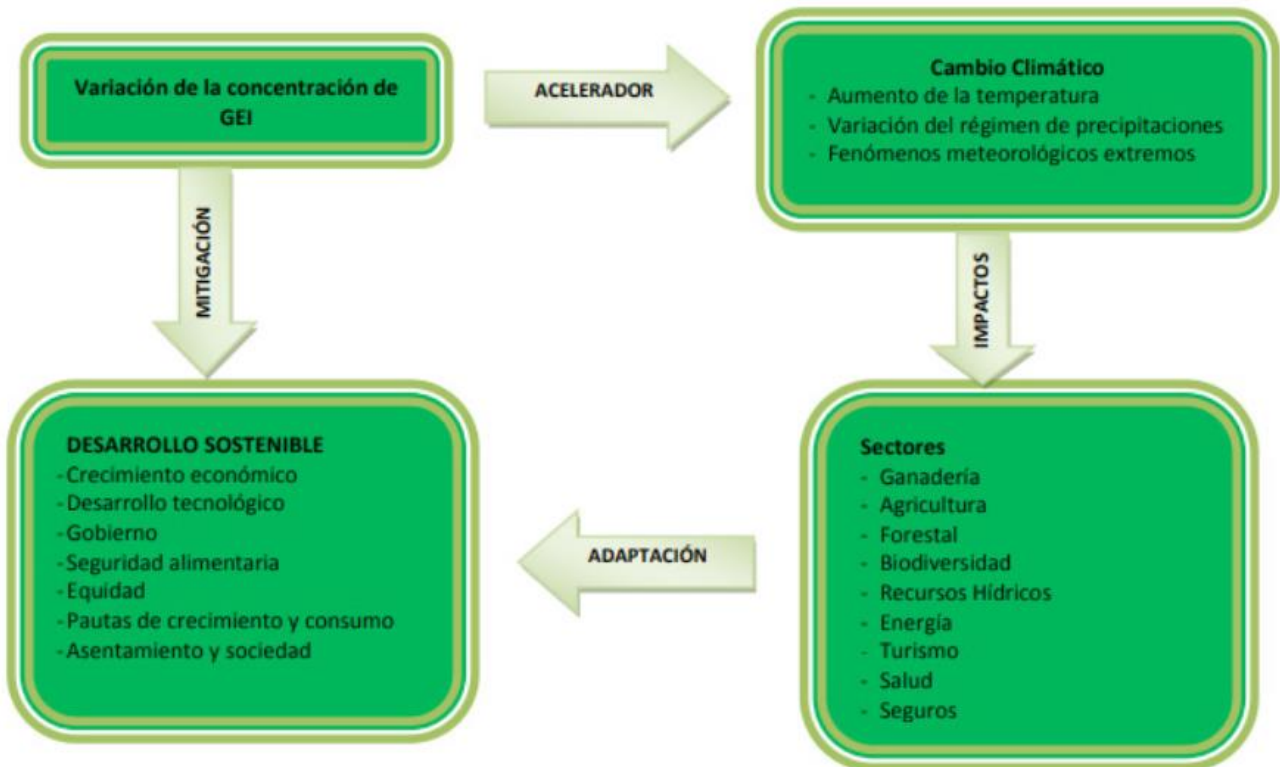 Variación de la concentración de
GEI
ACELERADOR
Cambio Climático
- Aumento de la temperatura
- Variación del régimen de precipitaciones
- Fenómenos meteorológicos extremos
MITIGACIÓN
IMPACTOS
DESARROLLO SOSTENIBLE
-Crecimiento económico
-Desarrollo tecnológico
-Gobierno
-Seguridad alimentaria
-Equidad
-Pautas de crecimiento y consumo
-Asentamiento y sociedad
ADAPTACIÓN
Sectores
- Ganadería
- Agricultura
- Forestal
- Biodiversidad
- Recursos Hídricos
- Energía
- Turismo
- Salud
- Seguros